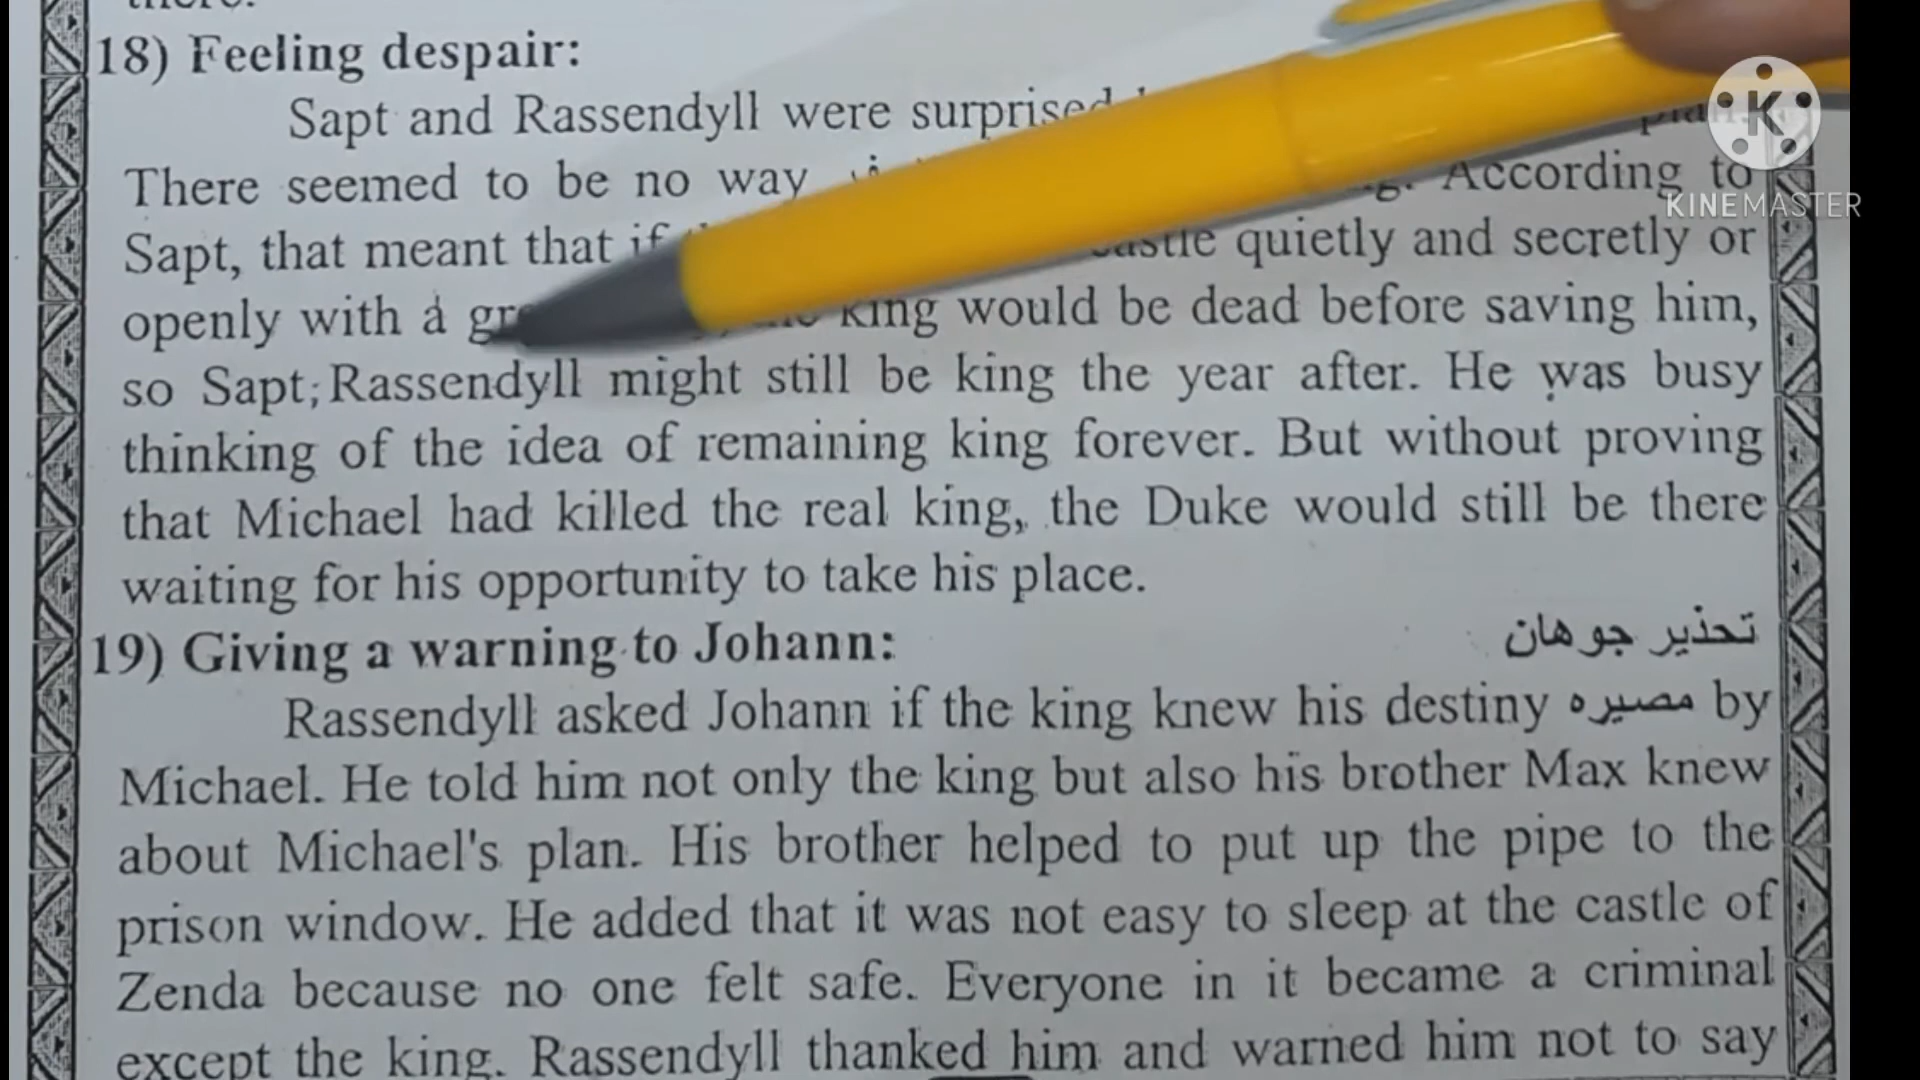 18) Feeling despair:
Sapt and Rassendyll were surprised
There seemed to be no way According to
Sapt, that meant that if castle quietly and secretly or
openly with a king would be dead before saving him,
so Sapt; Rassendyll might still be king the year after. He was busy
thinking of the idea of remaining king forever. But without proving
that Michael had killed the real king, the Duke would still be there
waiting for his opportunity to take his place.
19) Giving a warning to Johann: تحذير جوهان
Rassendyll asked Johann if the king knew his destiny مصيره by
Michael. He told him not only the king but also his brother Max knew
about Michael's plan. His brother helped to put up the pipe to the
prison window. He added that it was not easy to sleep at the castle of
Zenda because no one felt safe. Everyone in it became a criminal
except the king. Rassendyll thanked him and warned him not to say
K
KINEMASTER